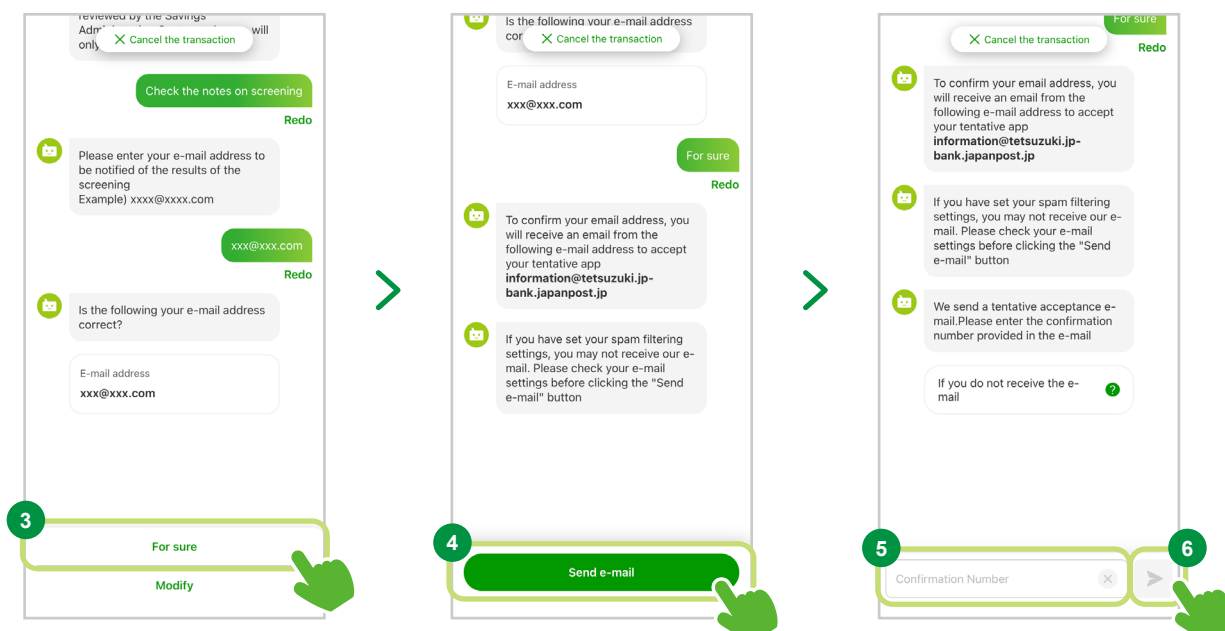 reviewed by the Savings
will
only
Cancel the transaction
Check the notes on screening
Redo
Please enter your e-mail address to
be notified of the results of the
screening
Example) xxxx@xxxx.com
xxx@xxx.com
Redo
Is the following your e-mail address
correct?
E-mail address
xxx@xxx.com
3
For sure
Modify
Is the following your e-mail address
Cancel the transaction
E-mail address
xxx@xxx.com
For sure
Redo
To confirm your email address, you
will receive an email from the
following e-mail address to accept
your tentative app
information@tetsuzuki.jp-
bank.japanpost.jp
If you have set your spam filtering
settings, you may not receive our e-
mail. Please check your e-mail
settings before clicking the "Send
e-mail" button
4
Send e-mail
For sure
Cancel the transaction
Redo
To confirm your email address, you
will receive an email from the
following e-mail address to accept
your tentative app
information@tetsuzuki.jp-
bank.japanpost.jp
If you have set your spam filtering
settings, you may not receive our e-
mail. Please check your e-mail
settings before clicking the "Send
e-mail" button
We send a tentative acceptance e-
mail.Please enter the confirmation
number provided in the e-mail
If you do not receive the e-
mail
?
5
6
Confirmation Number